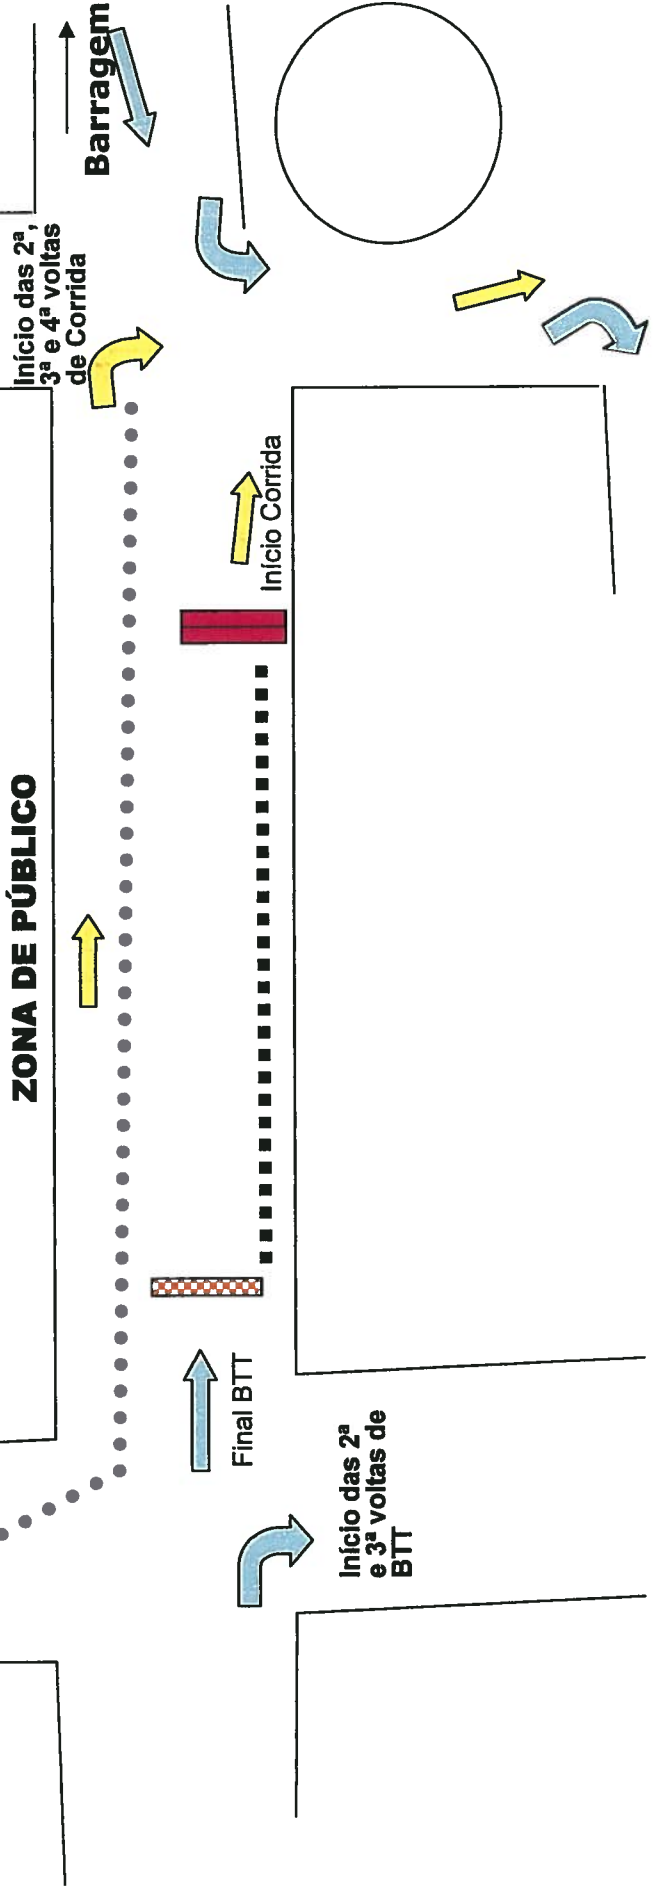 ZONA DE PÚBLICO
Início das 2ª,
3ª e 4ª voltas
de Corrida
Barragem
Final BTT
Início Corrida
Início das 2ª
e 3ª voltas de
BTT